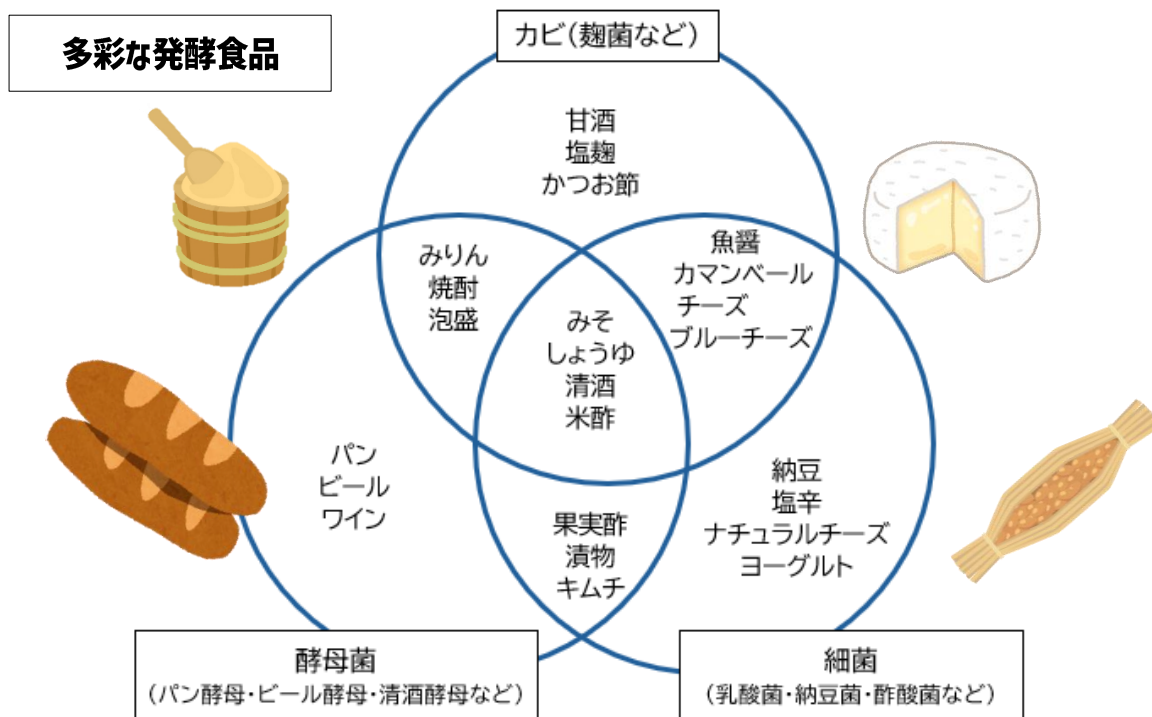 多彩な発酵食品
カビ(麹菌など)
甘酒
塩麹
かつお節
みりん
焼酎
泡盛
魚醤
カマンベール
チーズ
ブルーチーズ
みそ
しょうゆ
清酒
米酢
パン
ビール
ワイン
果実酢
漬物
キムチ
納豆
塩辛
ナチュラルチーズ
ヨーグルト
酵母菌
(パン酵母・ビール酵母・清酒酵母など)
細菌
(乳酸菌・納豆菌・酢酸菌など)